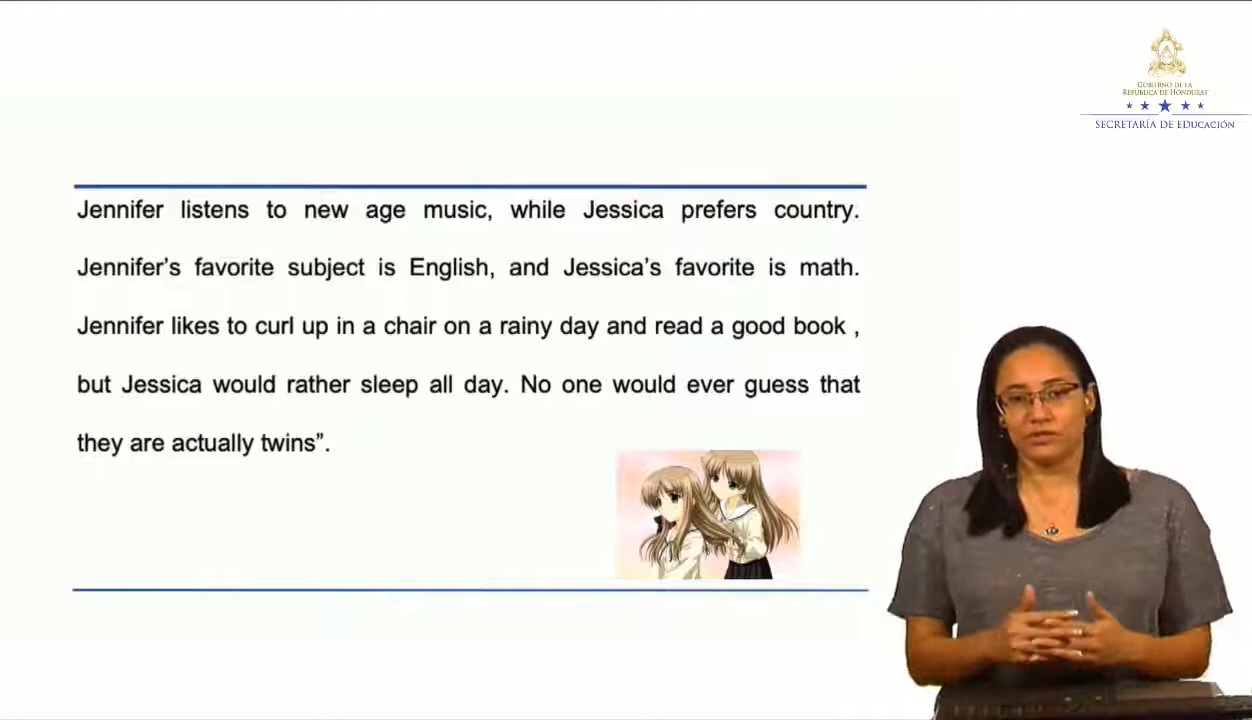 GOBIERNO DE LA
REPÚBLICA DE HONDURAS
SECRETARÍA DE EDUCACIÓN
Jennifer listens to new age music, while Jessica prefers country.
Jennifer’s favorite subject is English, and Jessica’s favorite is math.
Jennifer likes to curl up in a chair on a rainy day and read a good book ,
but Jessica would rather sleep all day. No one would ever guess that
they are actually twins”.